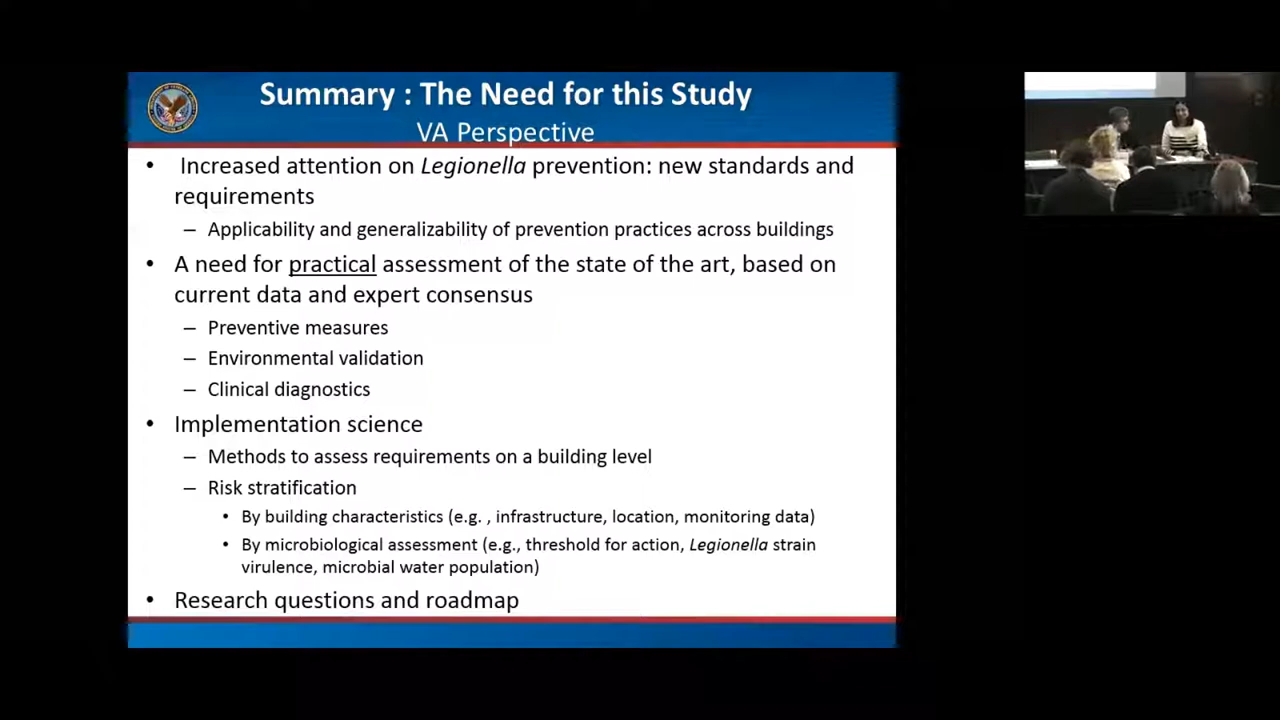 Summary : The Need for this Study
VA Perspective
• Increased attention on Legionella prevention: new standards and
requirements
– Applicability and generalizability of prevention practices across buildings
• A need for practical assessment of the state of the art, based on
current data and expert consensus
– Preventive measures
– Environmental validation
– Clinical diagnostics
• Implementation science
– Methods to assess requirements on a building level
– Risk stratification
• By building characteristics (e.g. , infrastructure, location, monitoring data)
• By microbiological assessment (e.g., threshold for action, Legionella strain
virulence, microbial water population)
• Research questions and roadmap